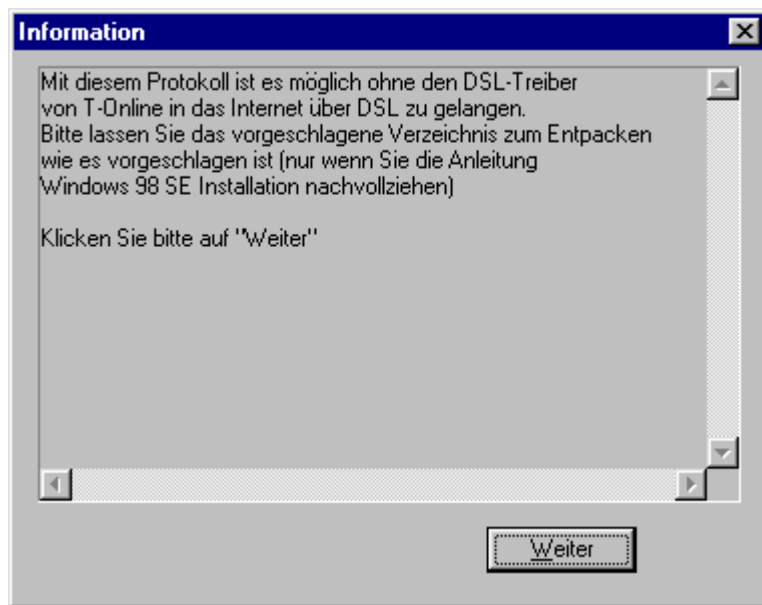 Information
Mit diesem Protokoll ist es möglich ohne den DSL-Treiber
von T-Online in das Internet über DSL zu gelangen.
Bitte lassen Sie das vorgeschlagene Verzeichnis zum Entpacken
wie es vorgeschlagen ist (nur wenn Sie die Anleitung
Windows 98 SE Installation nachvollziehen)
Klicken Sie bitte auf "Weiter"
Weiter